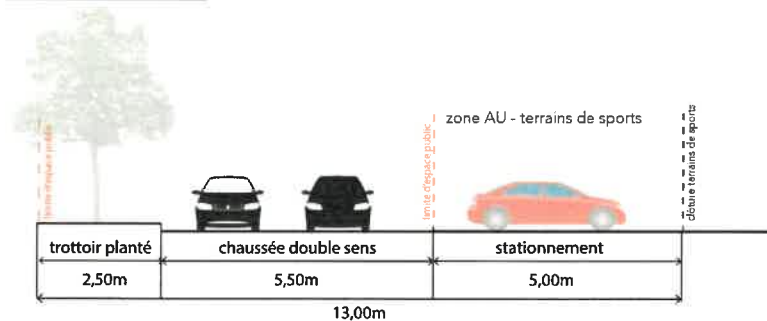 zone AU - terrains de sports
limite d'espace public
limite d'espace public
clôture terrains de sports
trottoir planté
chaussée double sens
stationnement
2,50m
5,50m
5,00m
13,00m